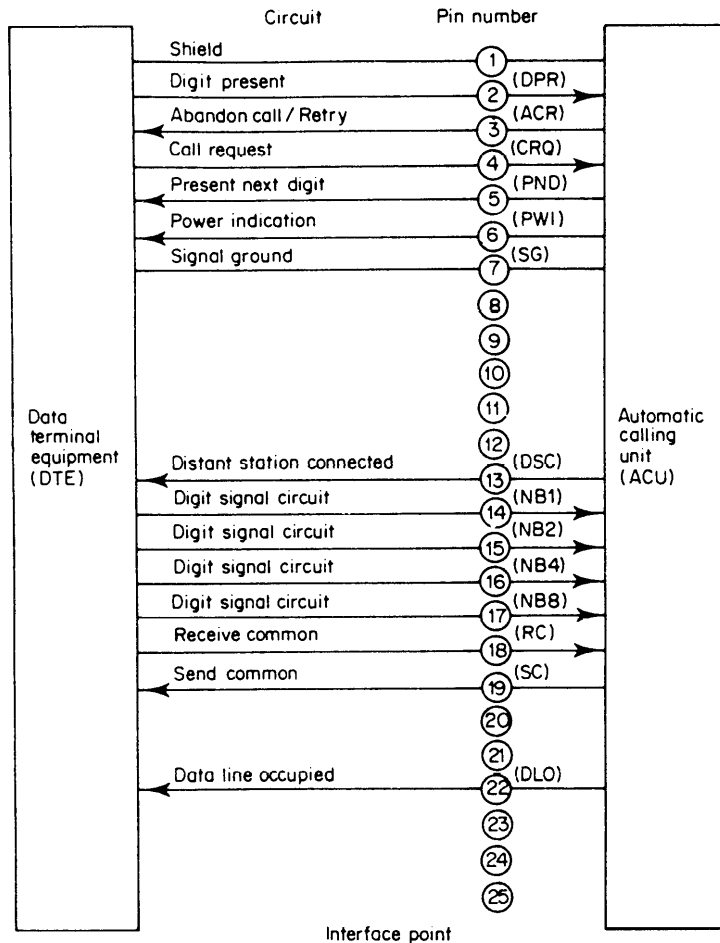 Circuit Pin number
Shield 1
Digit present 2 (DPR)
Abandon call / Retry 3 (ACR)
Call request 4 (CRQ)
Present next digit 5 (PND)
Power indication 6 (PWI)
Signal ground 7 (SG)
8
9
10
11
12
Data
terminal
equipment
(DTE)
Automatic
calling
unit
(ACU)
Distant station connected 13 (DSC)
Digit signal circuit 14 (NB1)
Digit signal circuit 15 (NB2)
Digit signal circuit 16 (NB4)
Digit signal circuit 17 (NB8)
Receive common 18 (RC)
Send common 19 (SC)
20
21
Data line occupied 22 (DLO)
23
24
25
Interface point